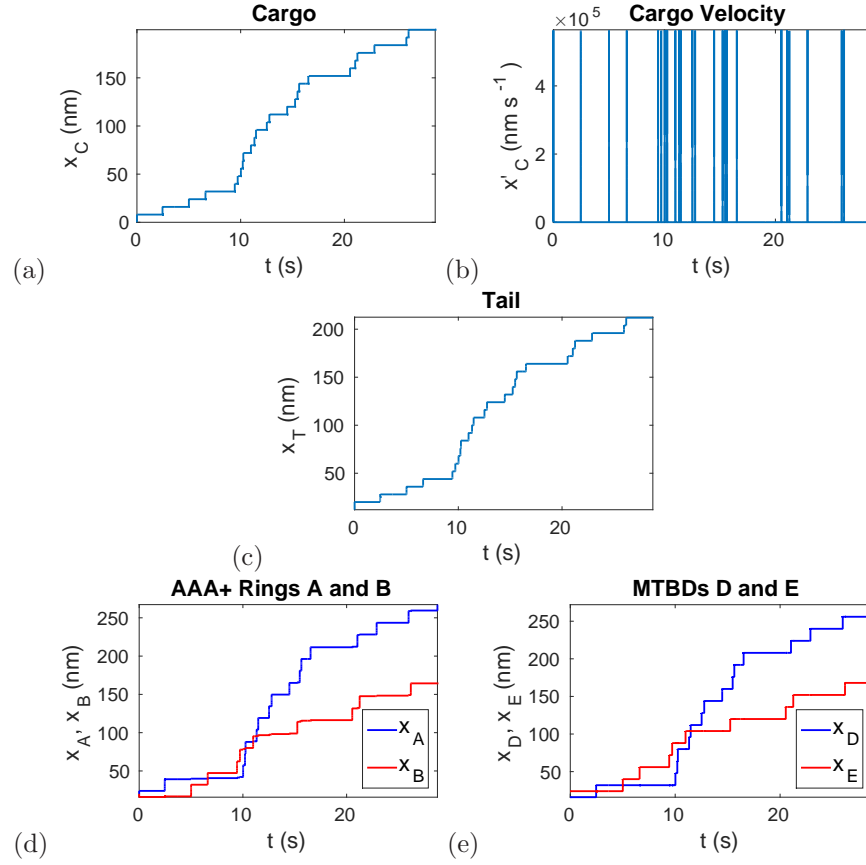 Cargo
150
100
50
0
0
10
20
x_C (nm)
t (s)
(a)
Cargo Velocity
×10^5
4
2
0
0
10
20
x'_C (nm s^-1)
t (s)
(b)
Tail
200
150
100
50
0
10
20
x_T (nm)
t (s)
(c)
AAA+ Rings A and B
250
200
150
100
50
0
10
20
x_A, x_B (nm)
x_A
x_B
t (s)
(d)
MTBDs D and E
250
200
150
100
50
0
10
20
x_D, x_E (nm)
x_D
x_E
t (s)
(e)